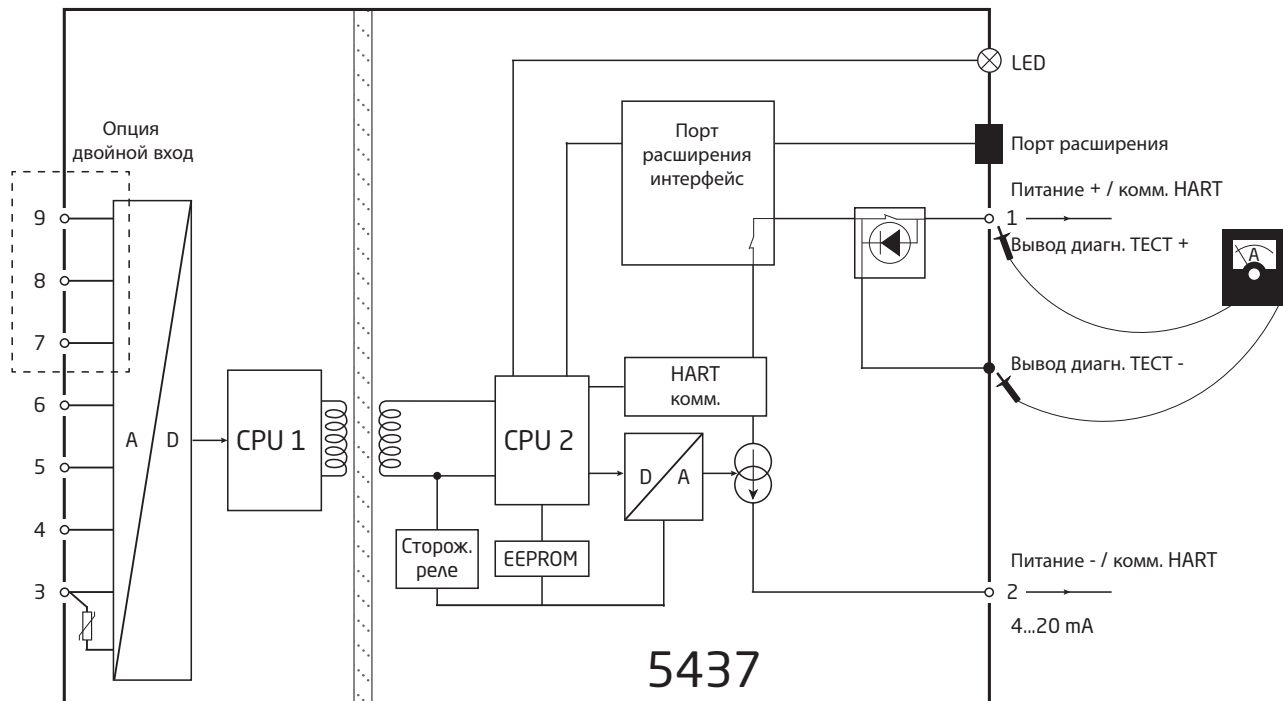 LED
Опция
двойной вход
Порт
расширения
интерфейс
Порт расширения
Питание + / комм. HART
1
Вывод диагн. ТЕСТ +
A
9
8
7
6
5
4
3
A
D
CPU 1
CPU 2
HART
комм.
D
A
Вывод диагн. ТЕСТ -
Сторож.
реле
EEPROM
Питание - / комм. HART
2
4...20 mA
5437